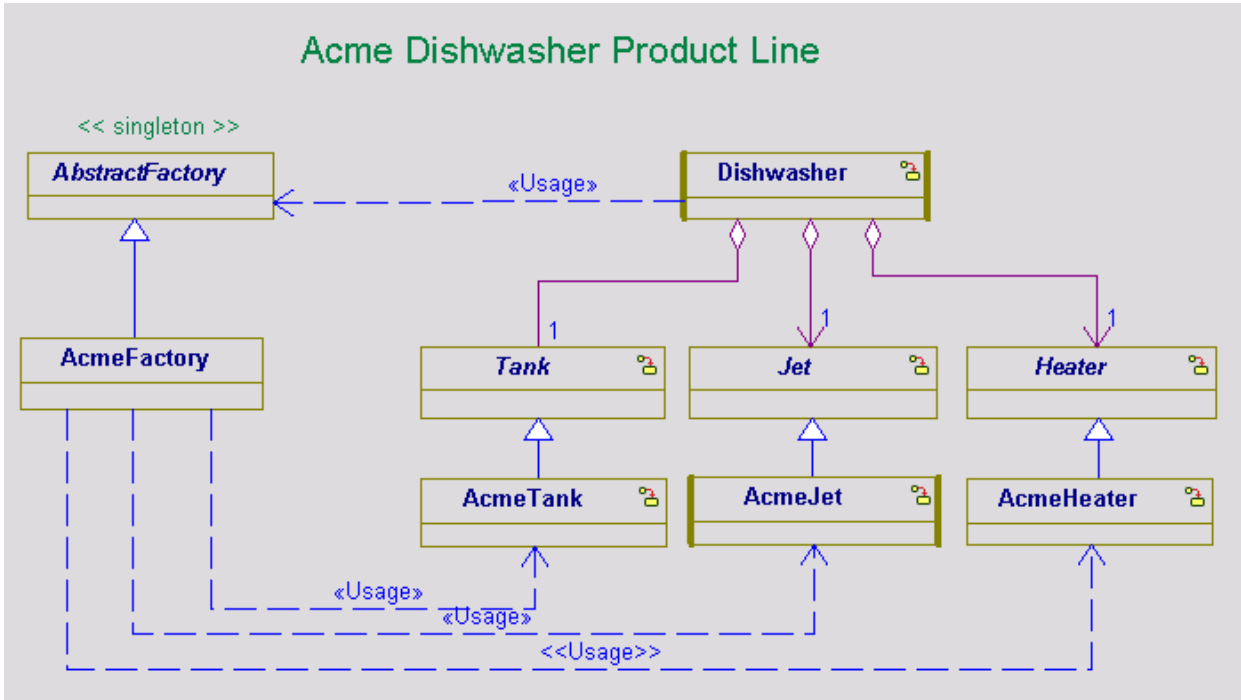 Acme Dishwasher Product Line
<< singleton >>
AbstractFactory
«Usage»
Dishwasher
AcmeFactory
1
1
1
Tank
Jet
Heater
AcmeTank
AcmeJet
AcmeHeater
«Usage»
«Usage»
<<Usage>>